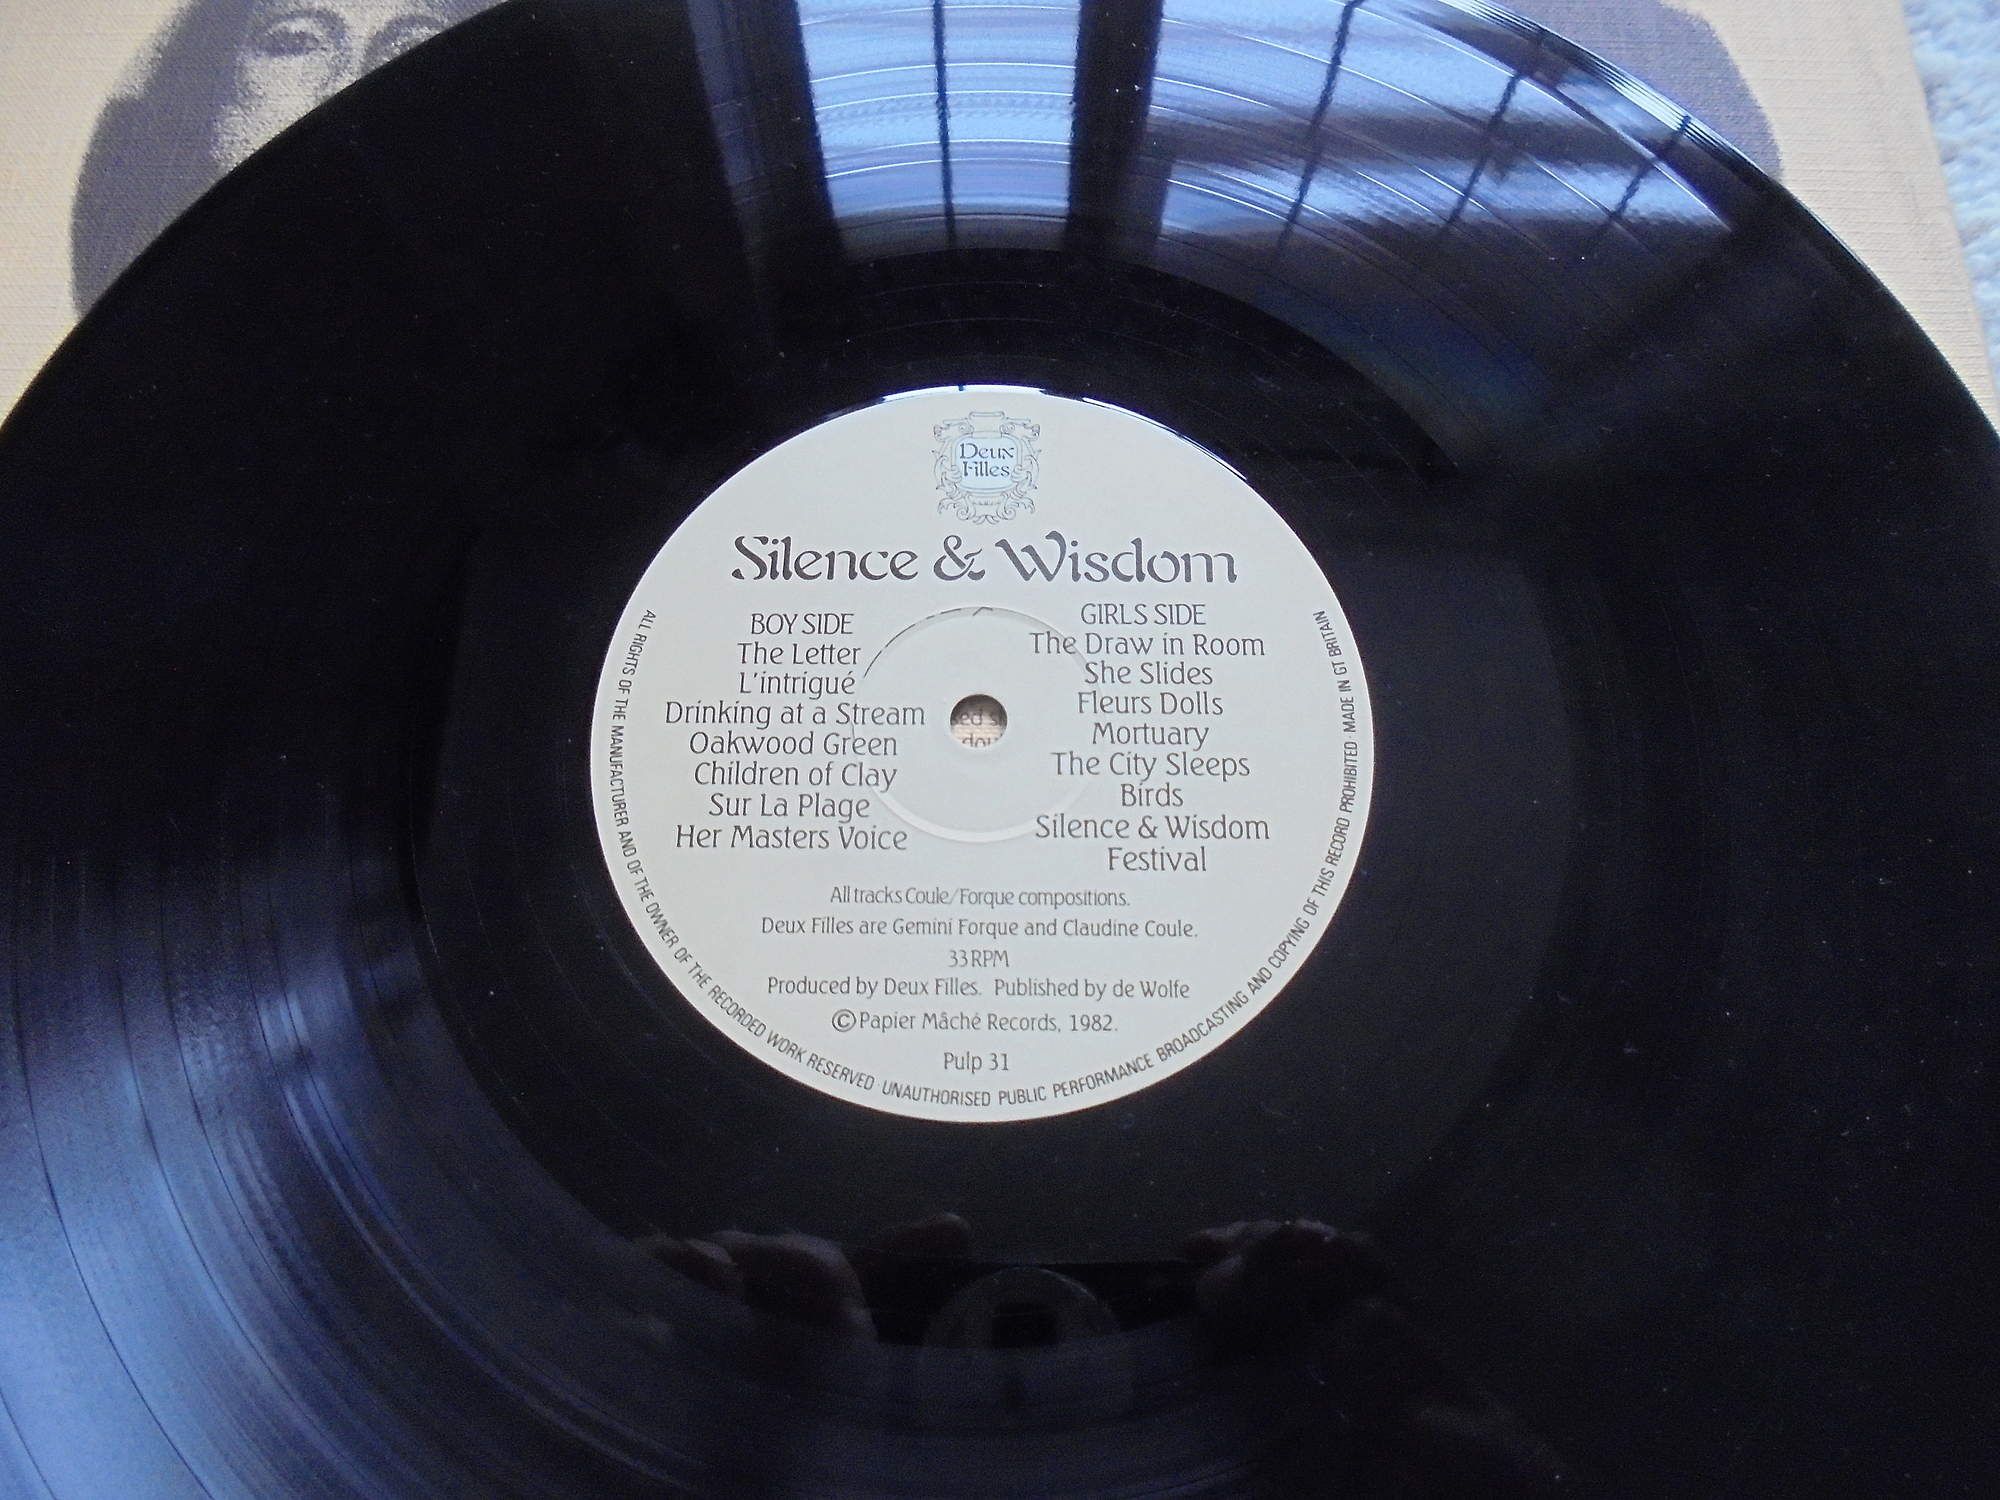 Deux
Filles
Silence & Wisdom
BOY SIDE
The Letter
L'intrigué
Drinking at a Stream
Oakwood Green
Children of Clay
Sur La Plage
Her Masters Voice
GIRLS SIDE
The Draw in Room
She Slides
Fleurs Dolls
Mortuary
The City Sleeps
Birds
Silence & Wisdom
Festival
All tracks Coule/Forque compositions.
Deux Filles are Gemini Forque and Claudine Coule.
33 RPM
Produced by Deux Filles. Published by de Wolfe
©Papier Mâché Records, 1982.
Pulp 31
ALL RIGHTS OF THE MANUFACTURER AND OF THE OWNER OF THE RECORDED WORK RESERVED · UNAUTHORISED PUBLIC PERFORMANCE BROADCASTING AND COPYING OF THIS RECORD PROHIBITED · MADE IN GT BRITAIN